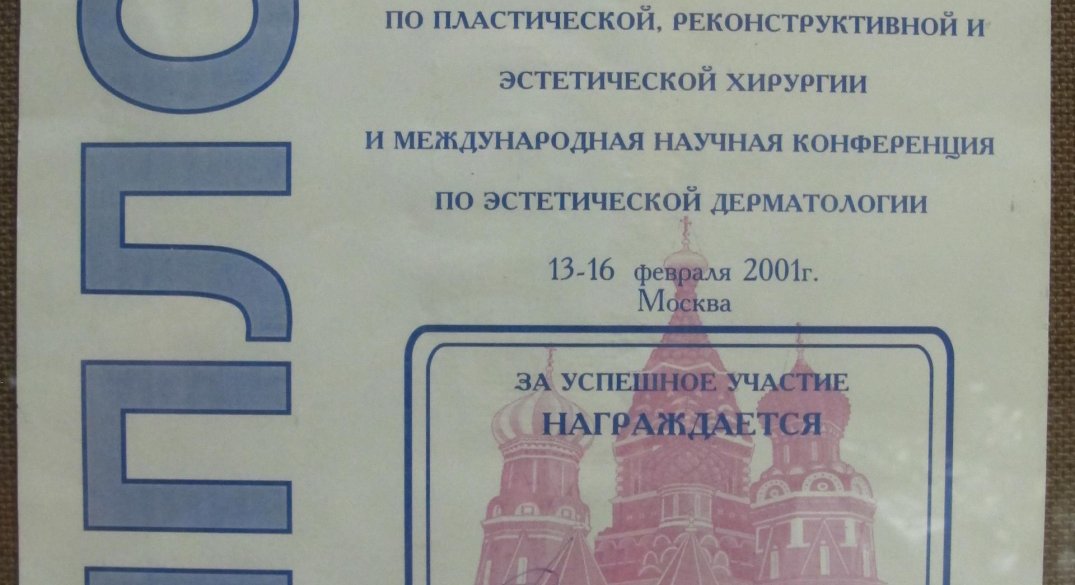 ПО ПЛАСТИЧЕСКОЙ, РЕКОНСТРУКТИВНОЙ И
ЭСТЕТИЧЕСКОЙ ХИРУРГИИ
И МЕЖДУНАРОДНАЯ НАУЧНАЯ КОНФЕРЕНЦИЯ
ПО ЭСТЕТИЧЕСКОЙ ДЕРМАТОЛОГИИ
13-16 февраля 2001г.
Москва
ЗА УСПЕШНОЕ УЧАСТИЕ
НАГРАЖДАЕТСЯ
ПЛО